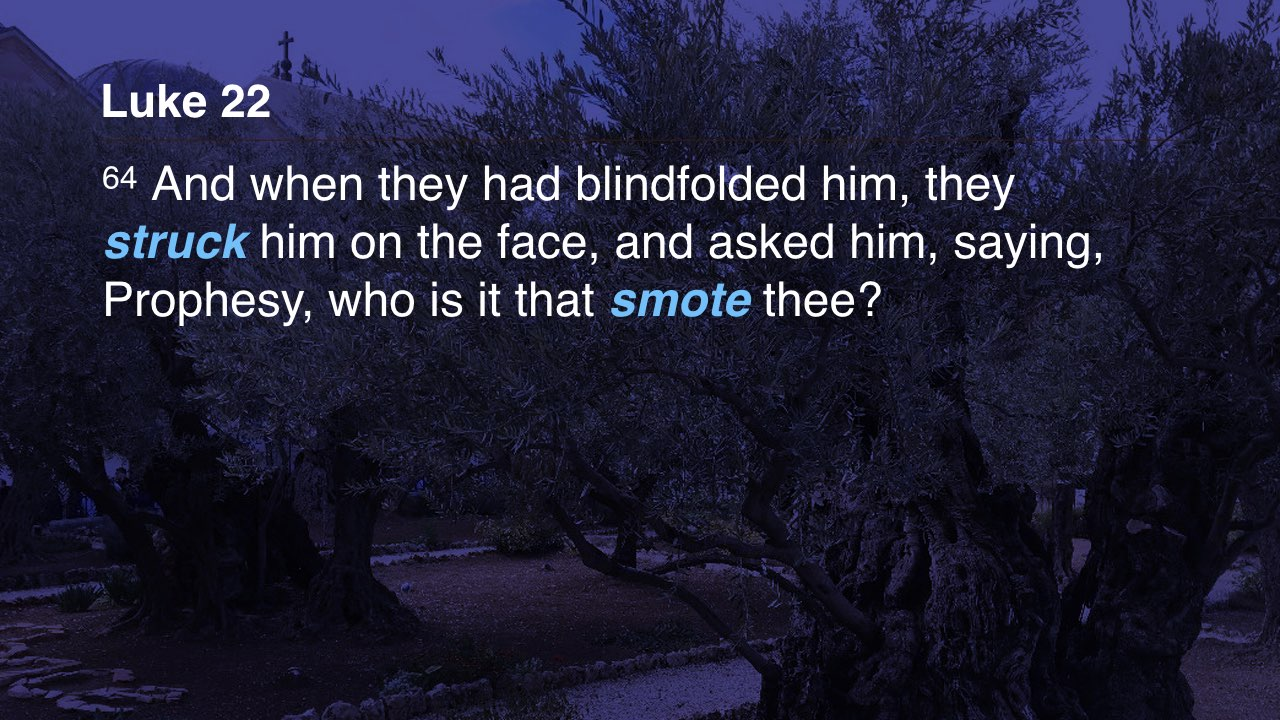 Luke 22
64 And when they had blindfolded him, they
struck him on the face, and asked him, saying,
Prophesy, who is it that smote thee?